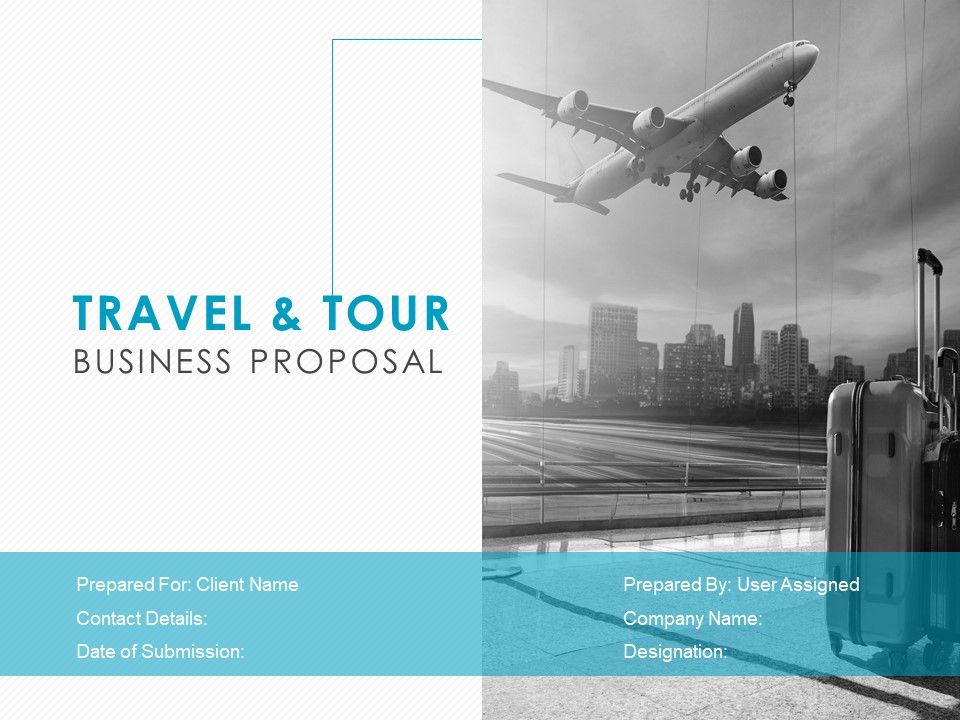 TRAVEL & TOUR
BUSINESS PROPOSAL
Prepared For: Client Name
Contact Details:
Date of Submission:
Prepared By: User Assigned
Company Name:
Designation: